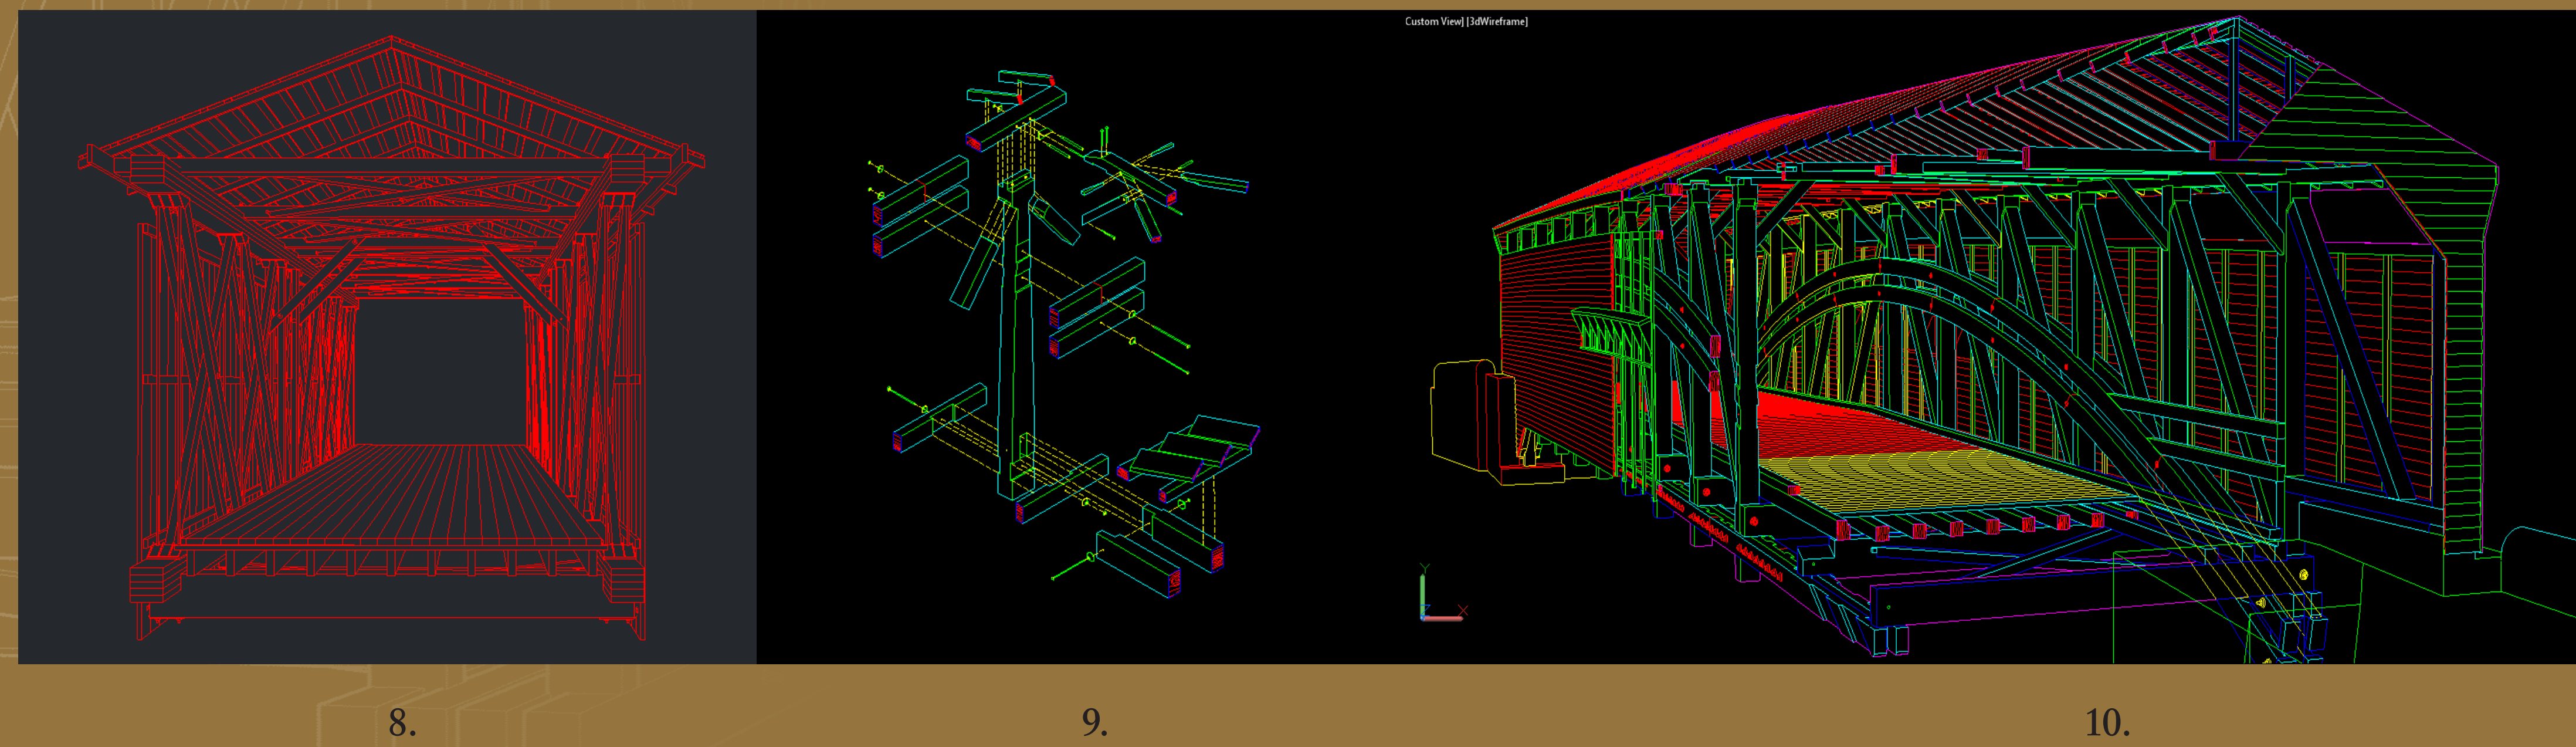 Custom View] [3dWireframe]
Y
X
8.
9.
10.